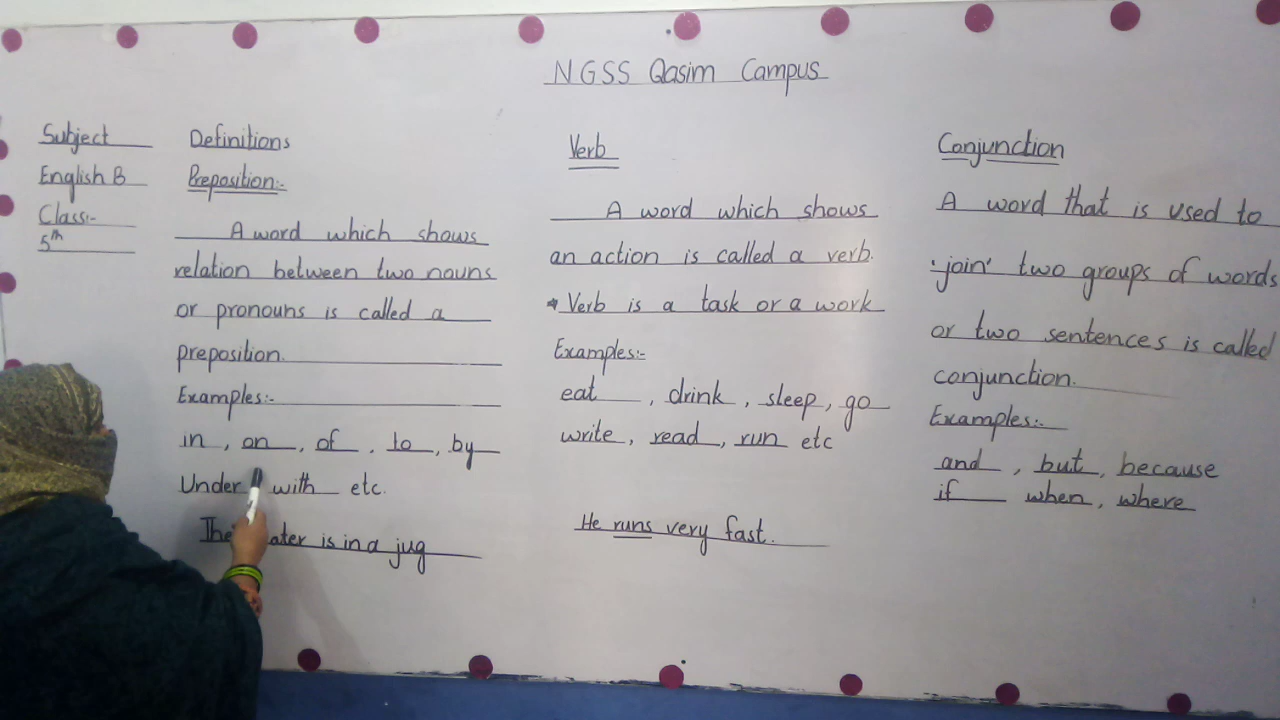 NGSS Qasim Campus
Subject
English B
Class:-
5th
Definitions
Preposition:-
A word which shows
relation between two nouns
or pronouns is called a
preposition.
Examples:-
in, on, of, to, by
Under with etc.
The is in a jug
Verb
A word which shows
an action is called a verb.
Verb is a task or a work
Examples:-
eat, drink, sleep, go
write, read, run etc
He runs very fast.
Conjunction
A word that is used to
'join' two groups of words
or two sentences is called
conjunction.
Examples:-
and, but, because
if when, where